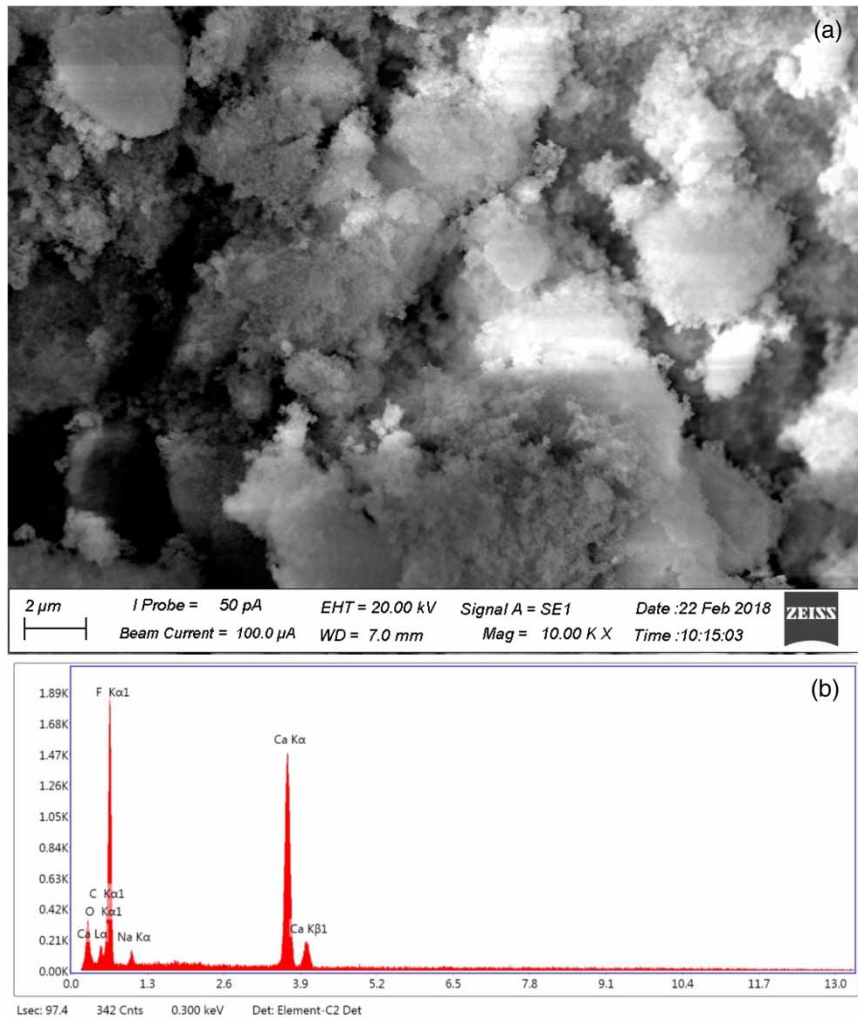 (a)
2 µm
I Probe = 50 pA
EHT = 20.00 kV
Signal A = SE1
Date :22 Feb 2018
ZEISS
Beam Current = 100.0 µA
WD = 7.0 mm
Mag = 10.00 K X
Time :10:15:03
(b)
1.89K
1.68K
1.47K
1.26K
1.05K
0.84K
0.63K
0.42K
0.21K
0.00K
F Kα1
C Kα1
O Kα1
Ca Lα
Na Kα
Ca Kα
Ca Kβ1
0.0 1.3 2.6 3.9 5.2 6.5 7.8 9.1 10.4 11.7 13.0
Lsec: 97.4 342 Cnts 0.300 keV Det: Element-C2 Det